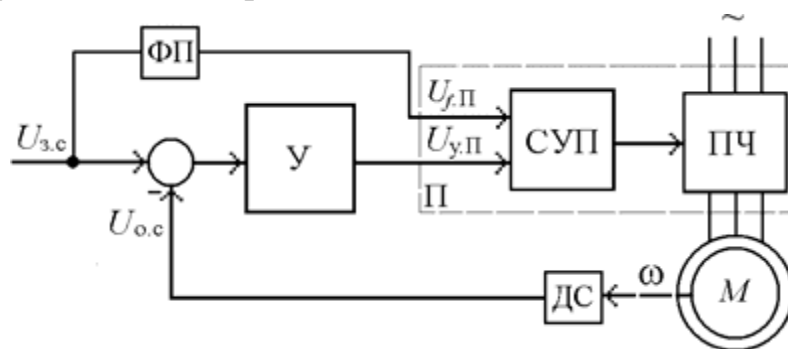 ~
ФП
U_f.П
U_з.с
У
U_у.П
СУП
ПЧ
-
П
U_о.с
ДС
ω
M